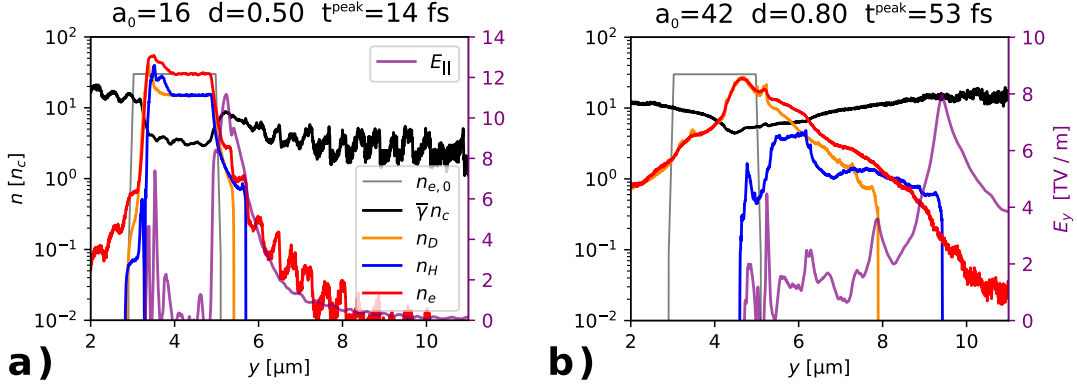 a₀=16 d=0.50 tᵖᵉᵃᵏ=14 fs
a₀=42 d=0.80 tᵖᵉᵃᵏ=53 fs
10² 14 10² 10
12
10¹ 10 10¹ 8
8 6
10⁰ 10⁰
6 4
10⁻¹ 4 10⁻¹
2 2
10⁻² 0 10⁻² 0
n [n_c]
E_y [TV / m]
E_||
n_{e,0}
γ̅ n_c
n_D
n_H
n_e
2 4 6 8 10
2 4 6 8 10
y [μm]
y [μm]
a)
b)